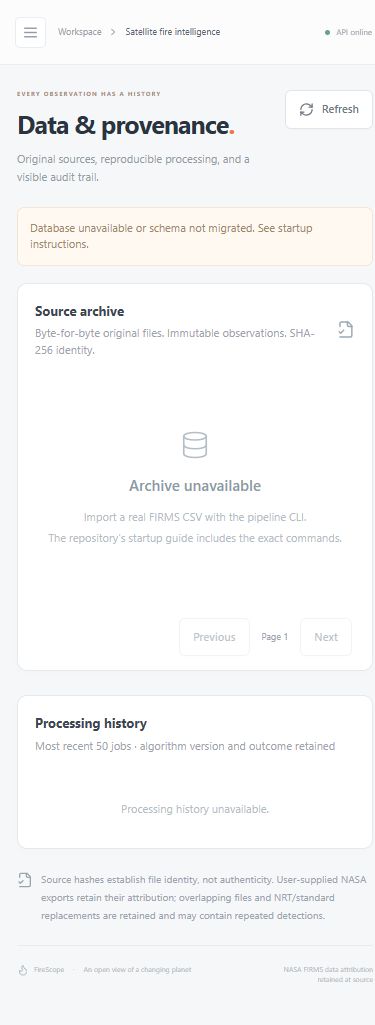 Workspace > Satellite fire intelligence
API online
EVERY OBSERVATION HAS A HISTORY
Data & provenance.
Refresh
Original sources, reproducible processing, and a
visible audit trail.
Database unavailable or schema not migrated. See startup
instructions.
Source archive
Byte-for-byte original files. Immutable observations. SHA-
256 identity.
Archive unavailable
Import a real FIRMS CSV with the pipeline CLI.
The repository's startup guide includes the exact commands.
Previous
Page 1
Next
Processing history
Most recent 50 jobs · algorithm version and outcome retained
Processing history unavailable.
Source hashes establish file identity, not authenticity. User-supplied NASA
exports retain their attribution; overlapping files and NRT/standard
replacements are retained and may contain repeated detections.
FireScope · An open view of a changing planet
NASA FIRMS data attribution
retained at source